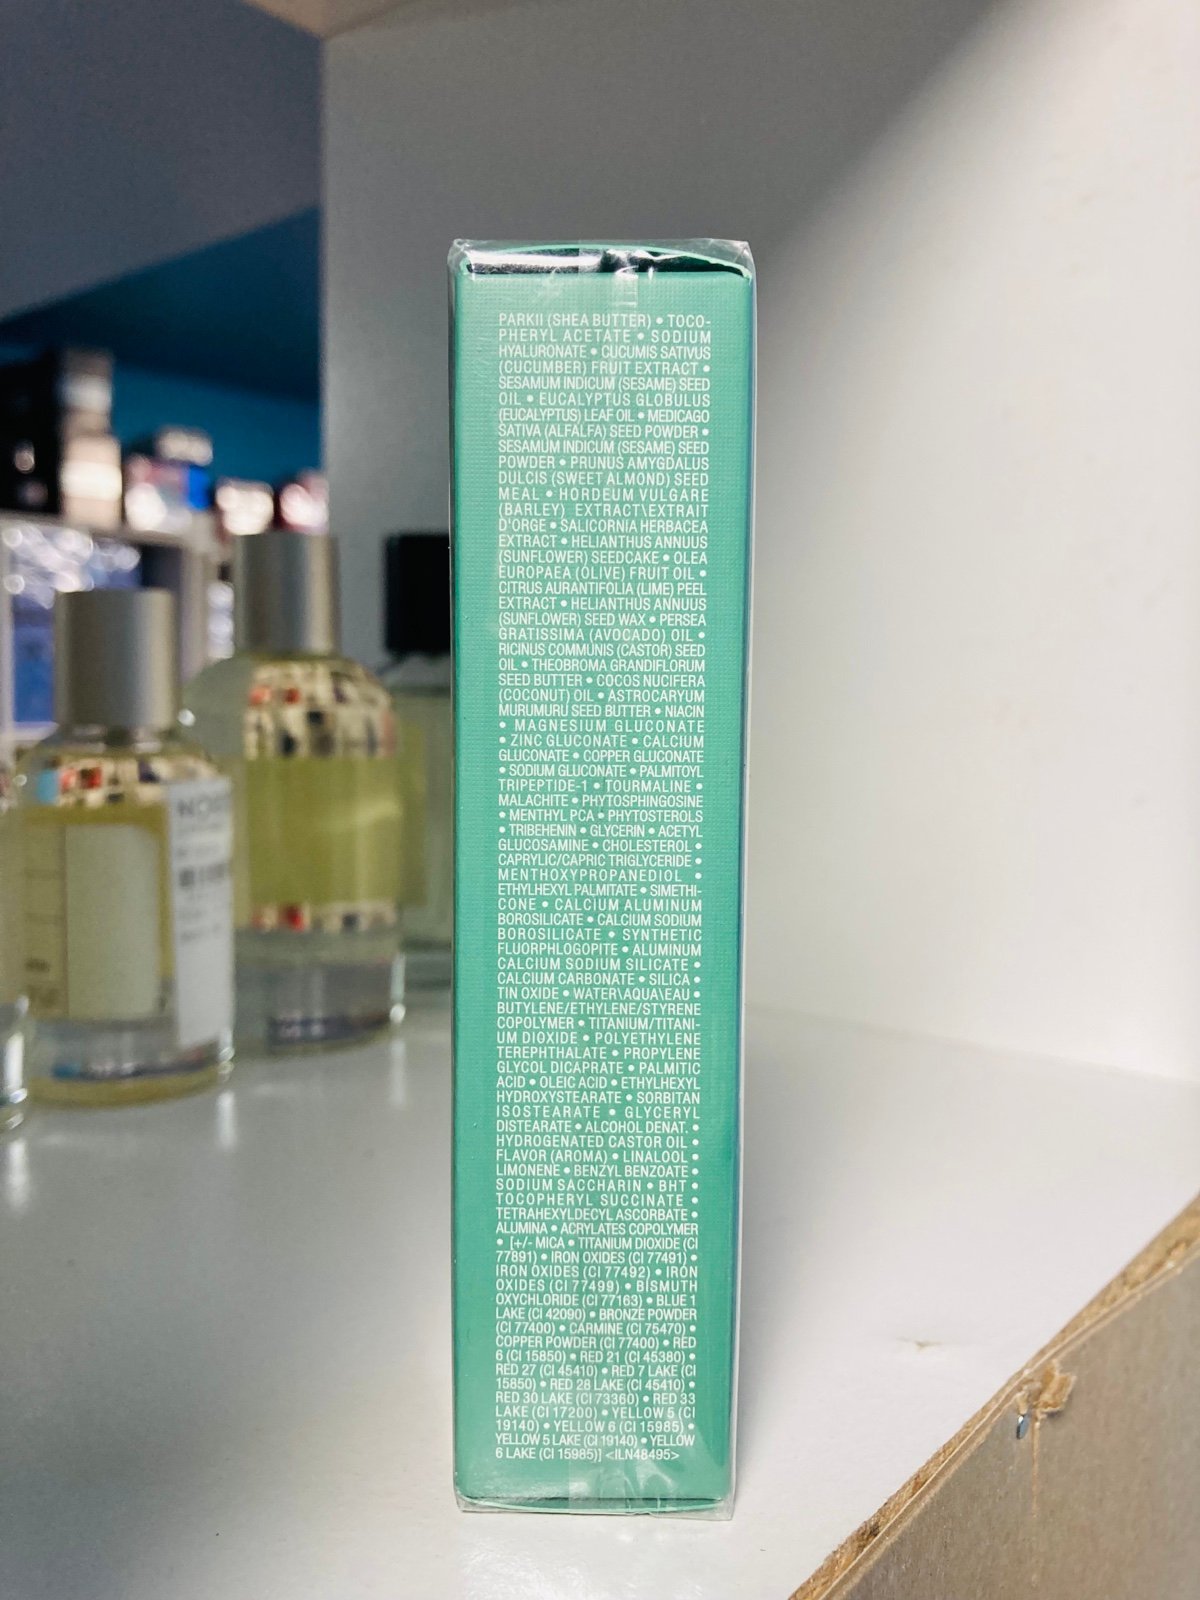 PARKII (SHEA BUTTER) • TOCO-
PHERYL ACETATE • SODIUM
HYALURONATE • CUCUMIS SATIVUS
(CUCUMBER) FRUIT EXTRACT •
SESAMUM INDICUM (SESAME) SEED
OIL • EUCALYPTUS GLOBULUS
(EUCALYPTUS) LEAF OIL • MEDICAGO
SATIVA (ALFALFA) SEED POWDER •
SESAMUM INDICUM (SESAME) SEED
POWDER • PRUNUS AMYGDALUS
DULCIS (SWEET ALMOND) SEED
MEAL • HORDEUM VULGARE
(BARLEY) EXTRACT\EXTRAIT
D'ORGE • SALICORNIA HERBACEA
EXTRACT • HELIANTHUS ANNUUS
(SUNFLOWER) SEEDCAKE • OLEA
EUROPAEA (OLIVE) FRUIT OIL •
CITRUS AURANTIFOLIA (LIME) PEEL
EXTRACT • HELIANTHUS ANNUUS
(SUNFLOWER) SEED WAX • PERSEA
GRATISSIMA (AVOCADO) OIL •
RICINUS COMMUNIS (CASTOR) SEED
OIL • THEOBROMA GRANDIFLORUM
SEED BUTTER • COCOS NUCIFERA
(COCONUT) OIL • ASTROCARYUM
MURUMURU SEED BUTTER • NIACIN
• MAGNESIUM GLUCONATE
• ZINC GLUCONATE • CALCIUM
GLUCONATE • COPPER GLUCONATE
• SODIUM GLUCONATE • PALMITOYL
TRIPEPTIDE-1 • TOURMALINE •
MALACHITE • PHYTOSPHINGOSINE
• MENTHYL PCA • PHYTOSTEROLS
• TRIBEHENIN • GLYCERIN • ACETYL
GLUCOSAMINE • CHOLESTEROL •
CAPRYLIC/CAPRIC TRIGLYCERIDE •
MENTHOXYPROPANEDIOL •
ETHYLHEXYL PALMITATE • SIMETHI-
CONE • CALCIUM ALUMINUM
BOROSILICATE • CALCIUM SODIUM
BOROSILICATE • SYNTHETIC
FLUORPHLOGOPITE • ALUMINUM
CALCIUM SODIUM SILICATE •
CALCIUM CARBONATE • SILICA •
TIN OXIDE • WATER\AQUA\EAU •
BUTYLENE/ETHYLENE/STYRENE
COPOLYMER • TITANIUM/TITANI-
UM DIOXIDE • POLYETHYLENE
TEREPHTHALATE • PROPYLENE
GLYCOL DICAPRATE • PALMITIC
ACID • OLEIC ACID • ETHYLHEXYL
HYDROXYSTEARATE • SORBITAN
ISOSTEARATE • GLYCERYL
DISTEARATE • ALCOHOL DENAT. •
HYDROGENATED CASTOR OIL •
FLAVOR (AROMA) • LINALOOL •
LIMONENE • BENZYL BENZOATE •
SODIUM SACCHARIN • BHT •
TOCOPHERYL SUCCINATE •
TETRAHEXYLDECYL ASCORBATE •
ALUMINA • ACRYLATES COPOLYMER
• [+/- MICA • TITANIUM DIOXIDE (CI
77891) • IRON OXIDES (CI 77491) •
IRON OXIDES (CI 77492) • IRON
OXIDES (CI 77499) • BISMUTH
OXYCHLORIDE (CI 77163) • BLUE 1
LAKE (CI 42090) • BRONZE POWDER
(CI 77400) • CARMINE (CI 75470) •
COPPER POWDER (CI 77400) • RED
6 (CI 15850) • RED 21 (CI 45380) •
RED 27 (CI 45410) • RED 7 LAKE (CI
15850) • RED 28 LAKE (CI 45410) •
RED 30 LAKE (CI 73360) • RED 33
LAKE (CI 17200) • YELLOW 5 (CI
19140) • YELLOW 6 (CI 15985) •
YELLOW 5 LAKE (CI 19140) • YELLOW
6 LAKE (CI 15985)] <ILN48495>